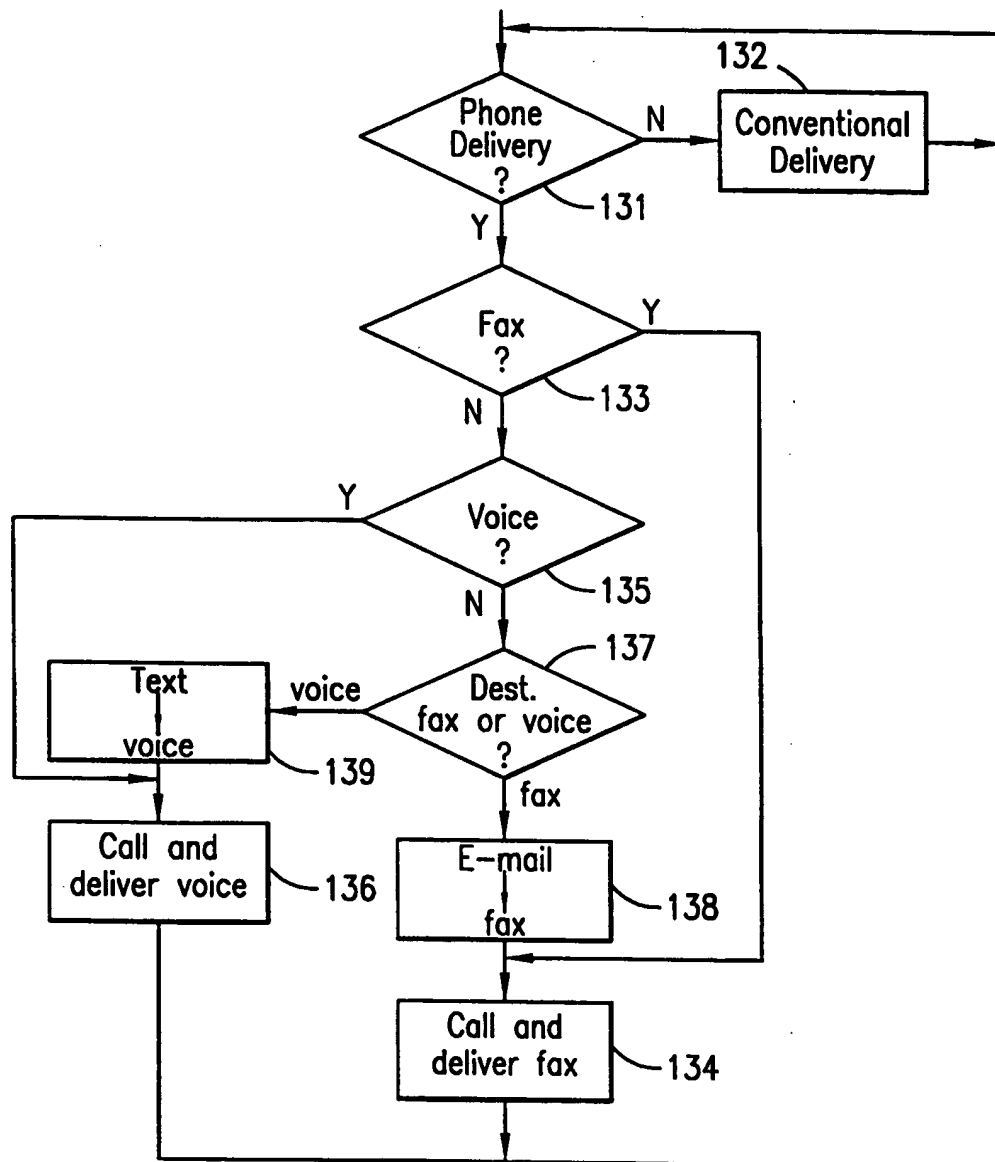 132
Phone
Delivery
?
N
Conventional
Delivery
131
Y
Fax
?
Y
133
N
Y
Voice
?
135
N
137
Text
voice
voice
Dest.
fax or voice
?
139
fax
Call and
deliver voice
136
E-mail
fax
138
Call and
deliver fax
134